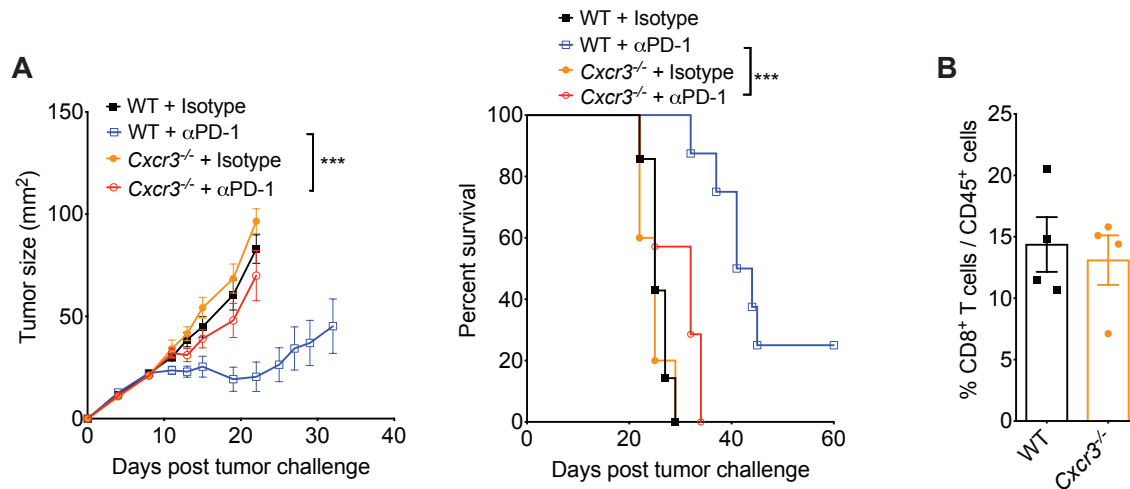 A
WT + Isotype
WT + αPD-1
Cxcr3-/- + Isotype
Cxcr3-/- + αPD-1
***
Tumor size (mm²)
150
100
50
0
0 10 20 30 40
Days post tumor challenge
WT + Isotype
WT + αPD-1
Cxcr3-/- + Isotype
Cxcr3-/- + αPD-1
***
Percent survival
100
80
60
40
20
0
0 20 40 60
Days post tumor challenge
B
% CD8⁺ T cells / CD45⁺ cells
25
20
15
10
5
0
WT
Cxcr3-/-